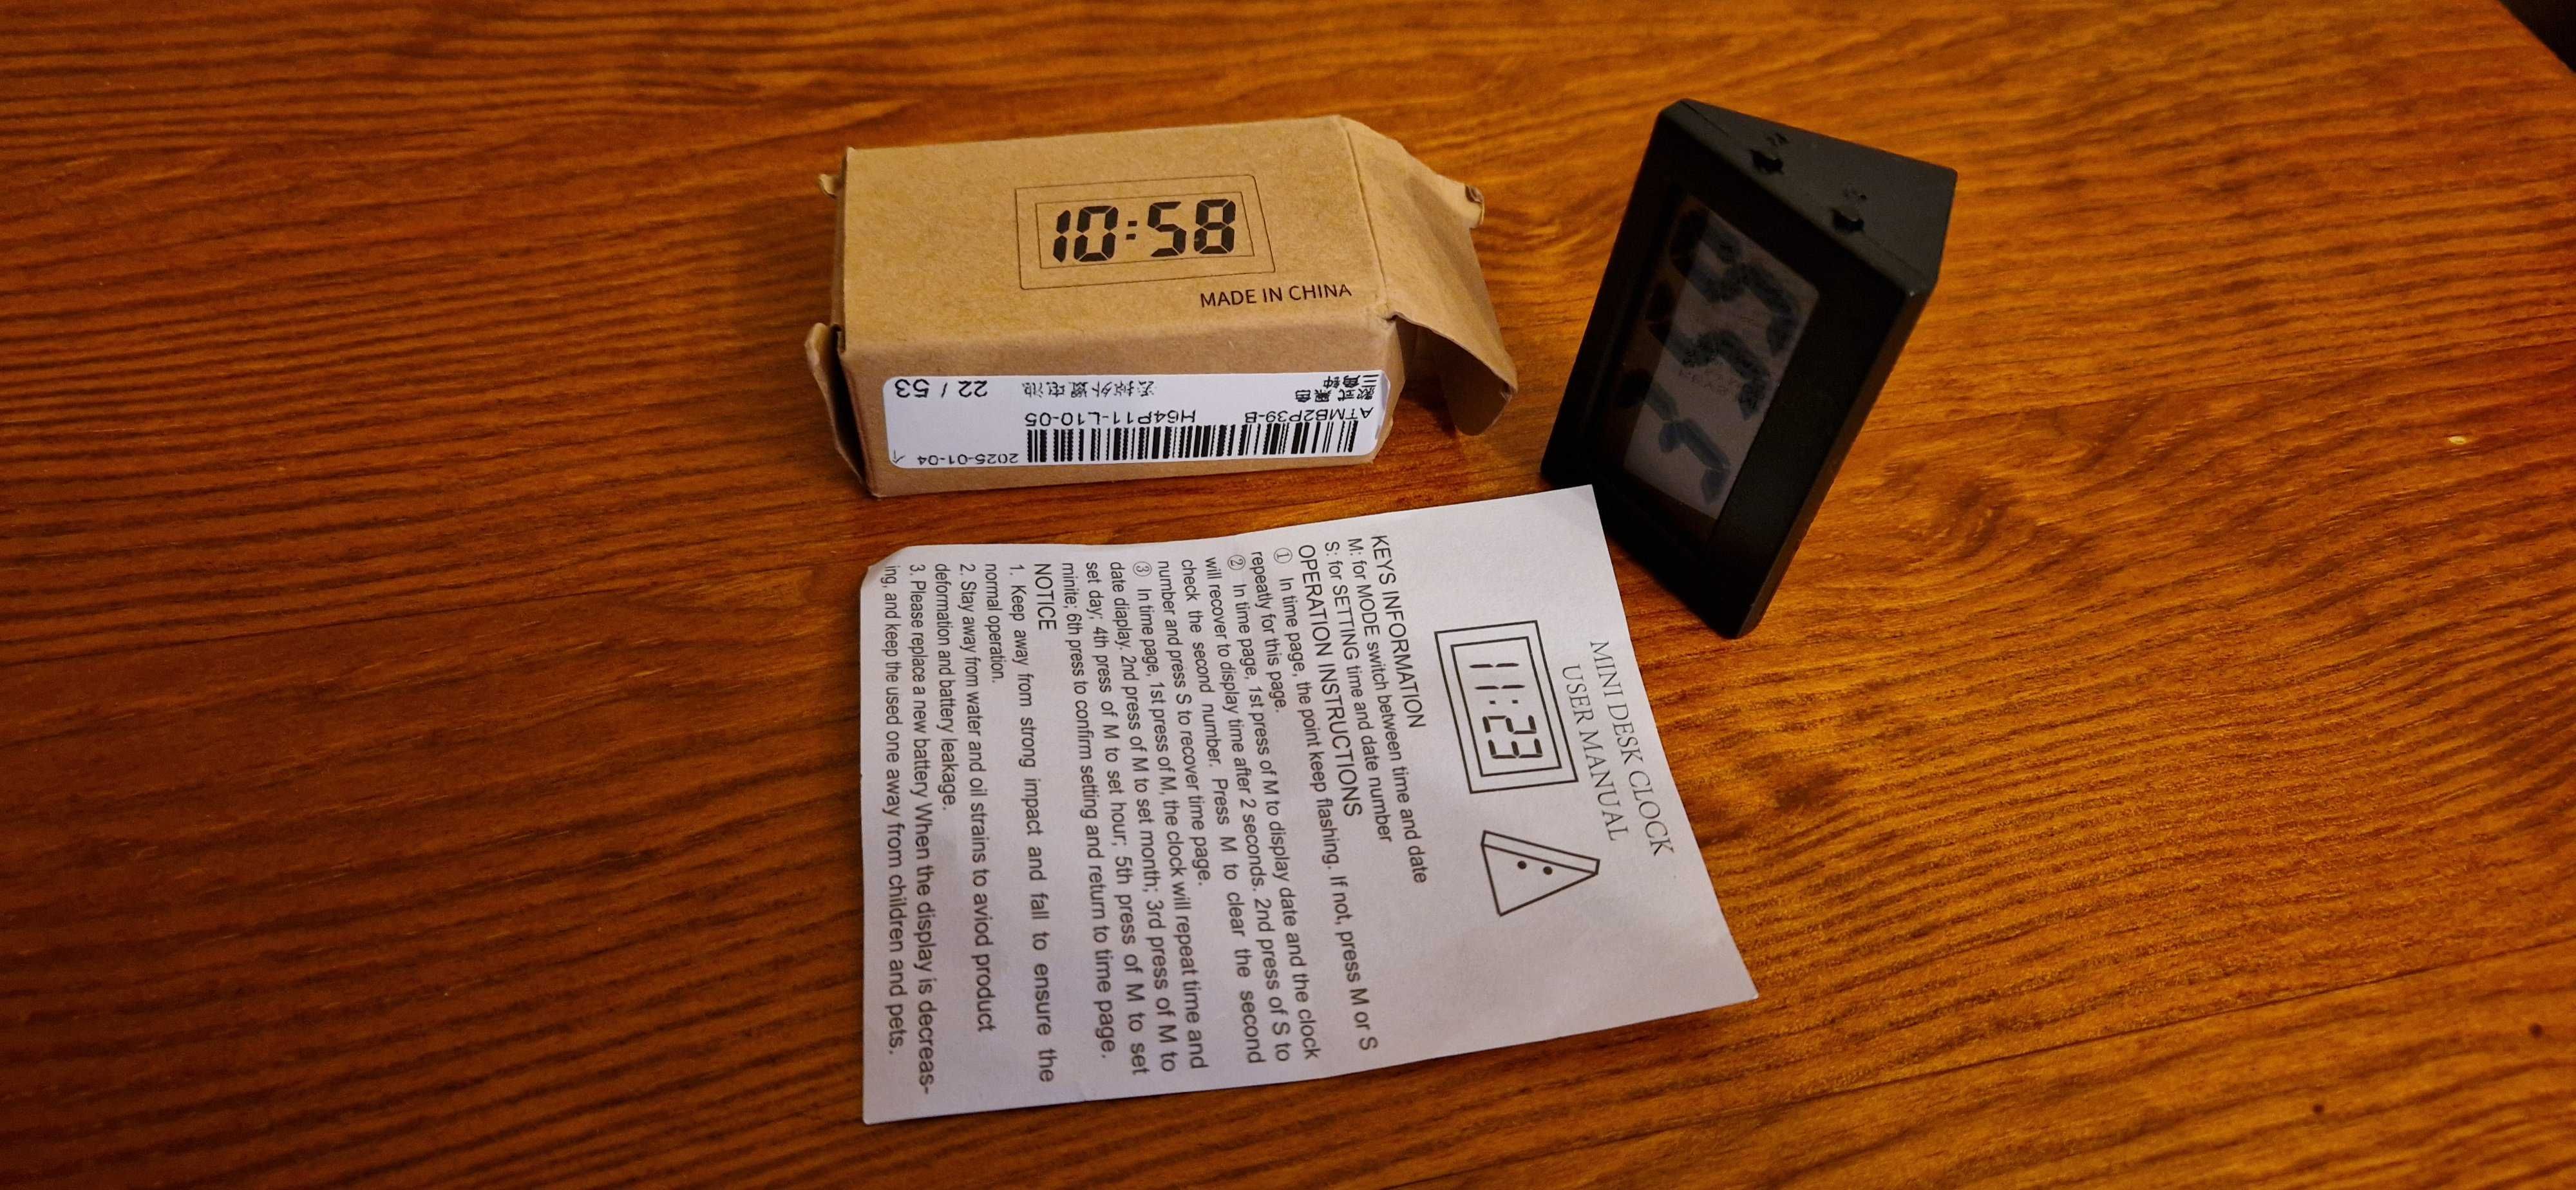 10:58
MADE IN CHINA
22 / 53
ATMB2P39-B H64P11-L10-05
2025-01-04
MINI DESK CLOCK
USER MANUAL
11:23
KEYS INFORMATION
M: for MODE switch between time and date
S: for SETTING time and date number
OPERATION INSTRUCTIONS
① In time page, the point keep flashing. If not, press M or S
repeatly for this page.
② In time page, 1st press of M to display date and the clock
will recover to display time after 2 seconds. 2nd press of S to
check the second number. Press M to clear the second
number and press S to recover time page.
③ In time page, 1st press of M, the clock will repeat time and
date diaplay. 2nd press of M to set month; 3rd press of M to
set day; 4th press of M to set hour; 5th press of M to set
minite; 6th press to confirm setting and return to time page.
NOTICE
1. Keep away from strong impact and fall to ensure the
normal operation.
2. Stay away from water and oil strains to aviod product
deformation and battery leakage.
3. Please replace a new battery When the display is decreas-
ing, and keep the used one away from children and pets.